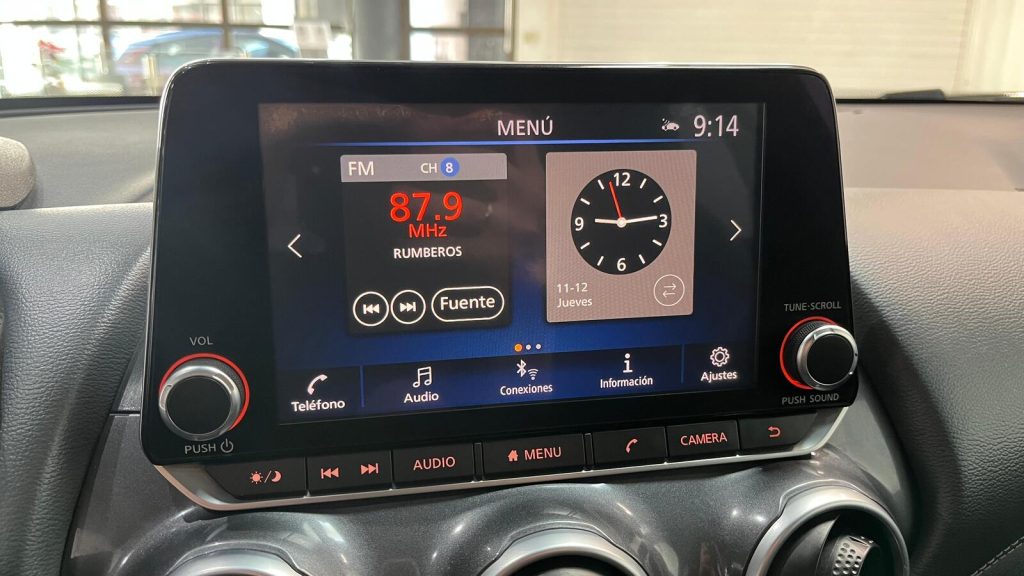 MENÚ
9:14
FM CH 8
87.9
MHz
RUMBEROS
Fuente
12
3
6
9
11-12
Jueves
Teléfono
Audio
Conexiones
Información
Ajustes
VOL
PUSH
TUNE·SCROLL
PUSH SOUND
AUDIO
MENU
CAMERA